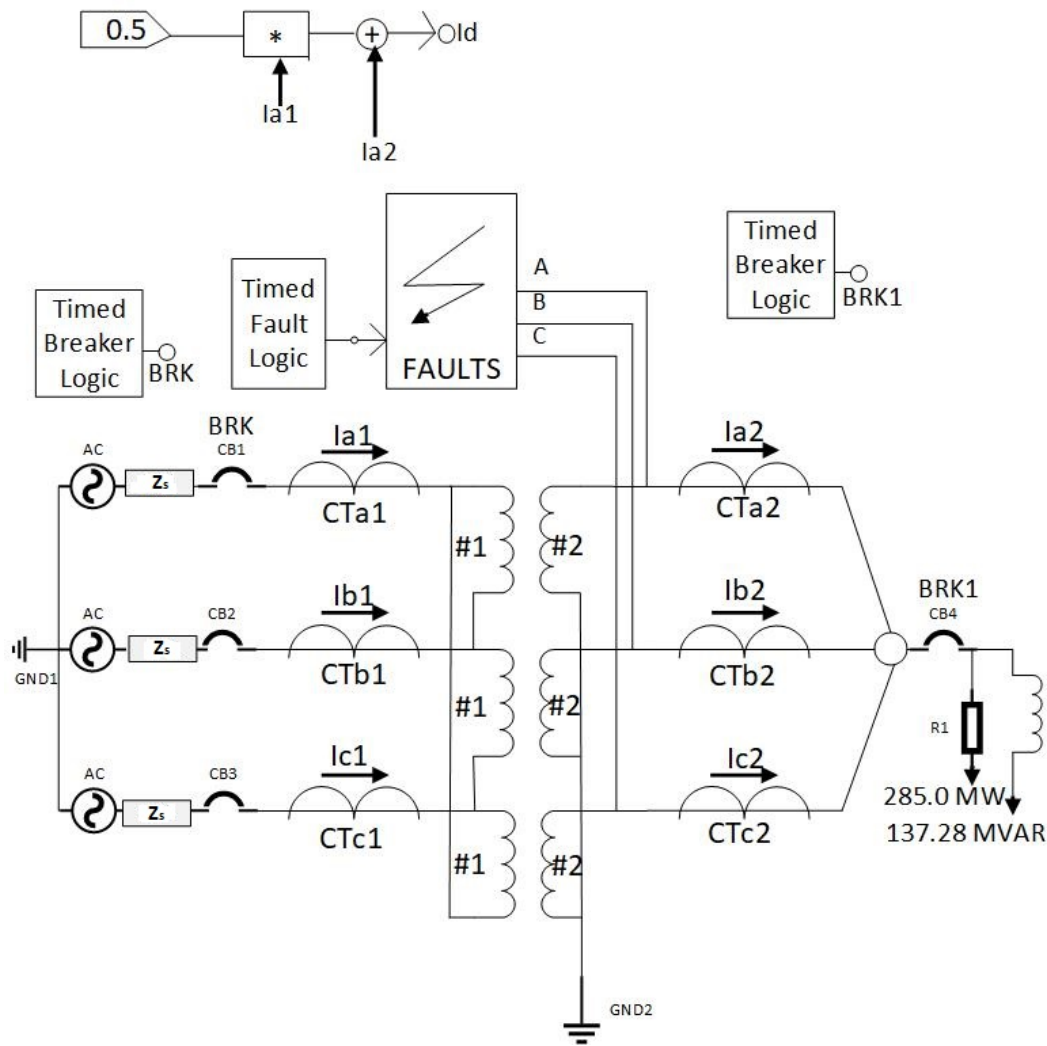 0.5
*
+
Id
Ia1
Ia2
Timed
Breaker
Logic
BRK
Timed
Fault
Logic
FAULTS
A
B
C
Timed
Breaker
Logic
BRK1
BRK
AC
Zs
CB1
Ia1
CTa1
#1
#2
Ia2
CTa2
AC
Zs
CB2
Ib1
CTb1
#1
#2
Ib2
CTb2
BRK1
CB4
GND1
R1
AC
Zs
CB3
Ic1
CTc1
#1
#2
Ic2
CTc2
285.0 MW
137.28 MVAR
GND2